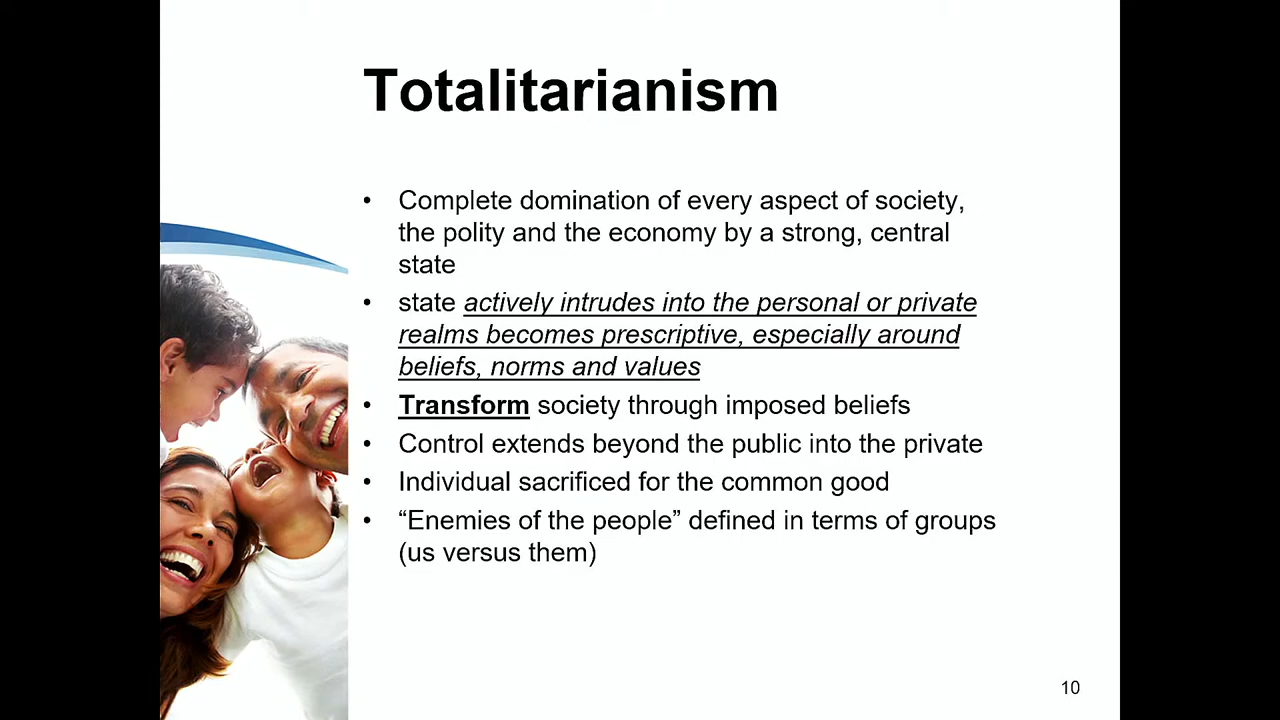 Totalitarianism
• Complete domination of every aspect of society,
the polity and the economy by a strong, central
state
• state actively intrudes into the personal or private
realms becomes prescriptive, especially around
beliefs, norms and values
• Transform society through imposed beliefs
• Control extends beyond the public into the private
• Individual sacrificed for the common good
• “Enemies of the people” defined in terms of groups
(us versus them)
10